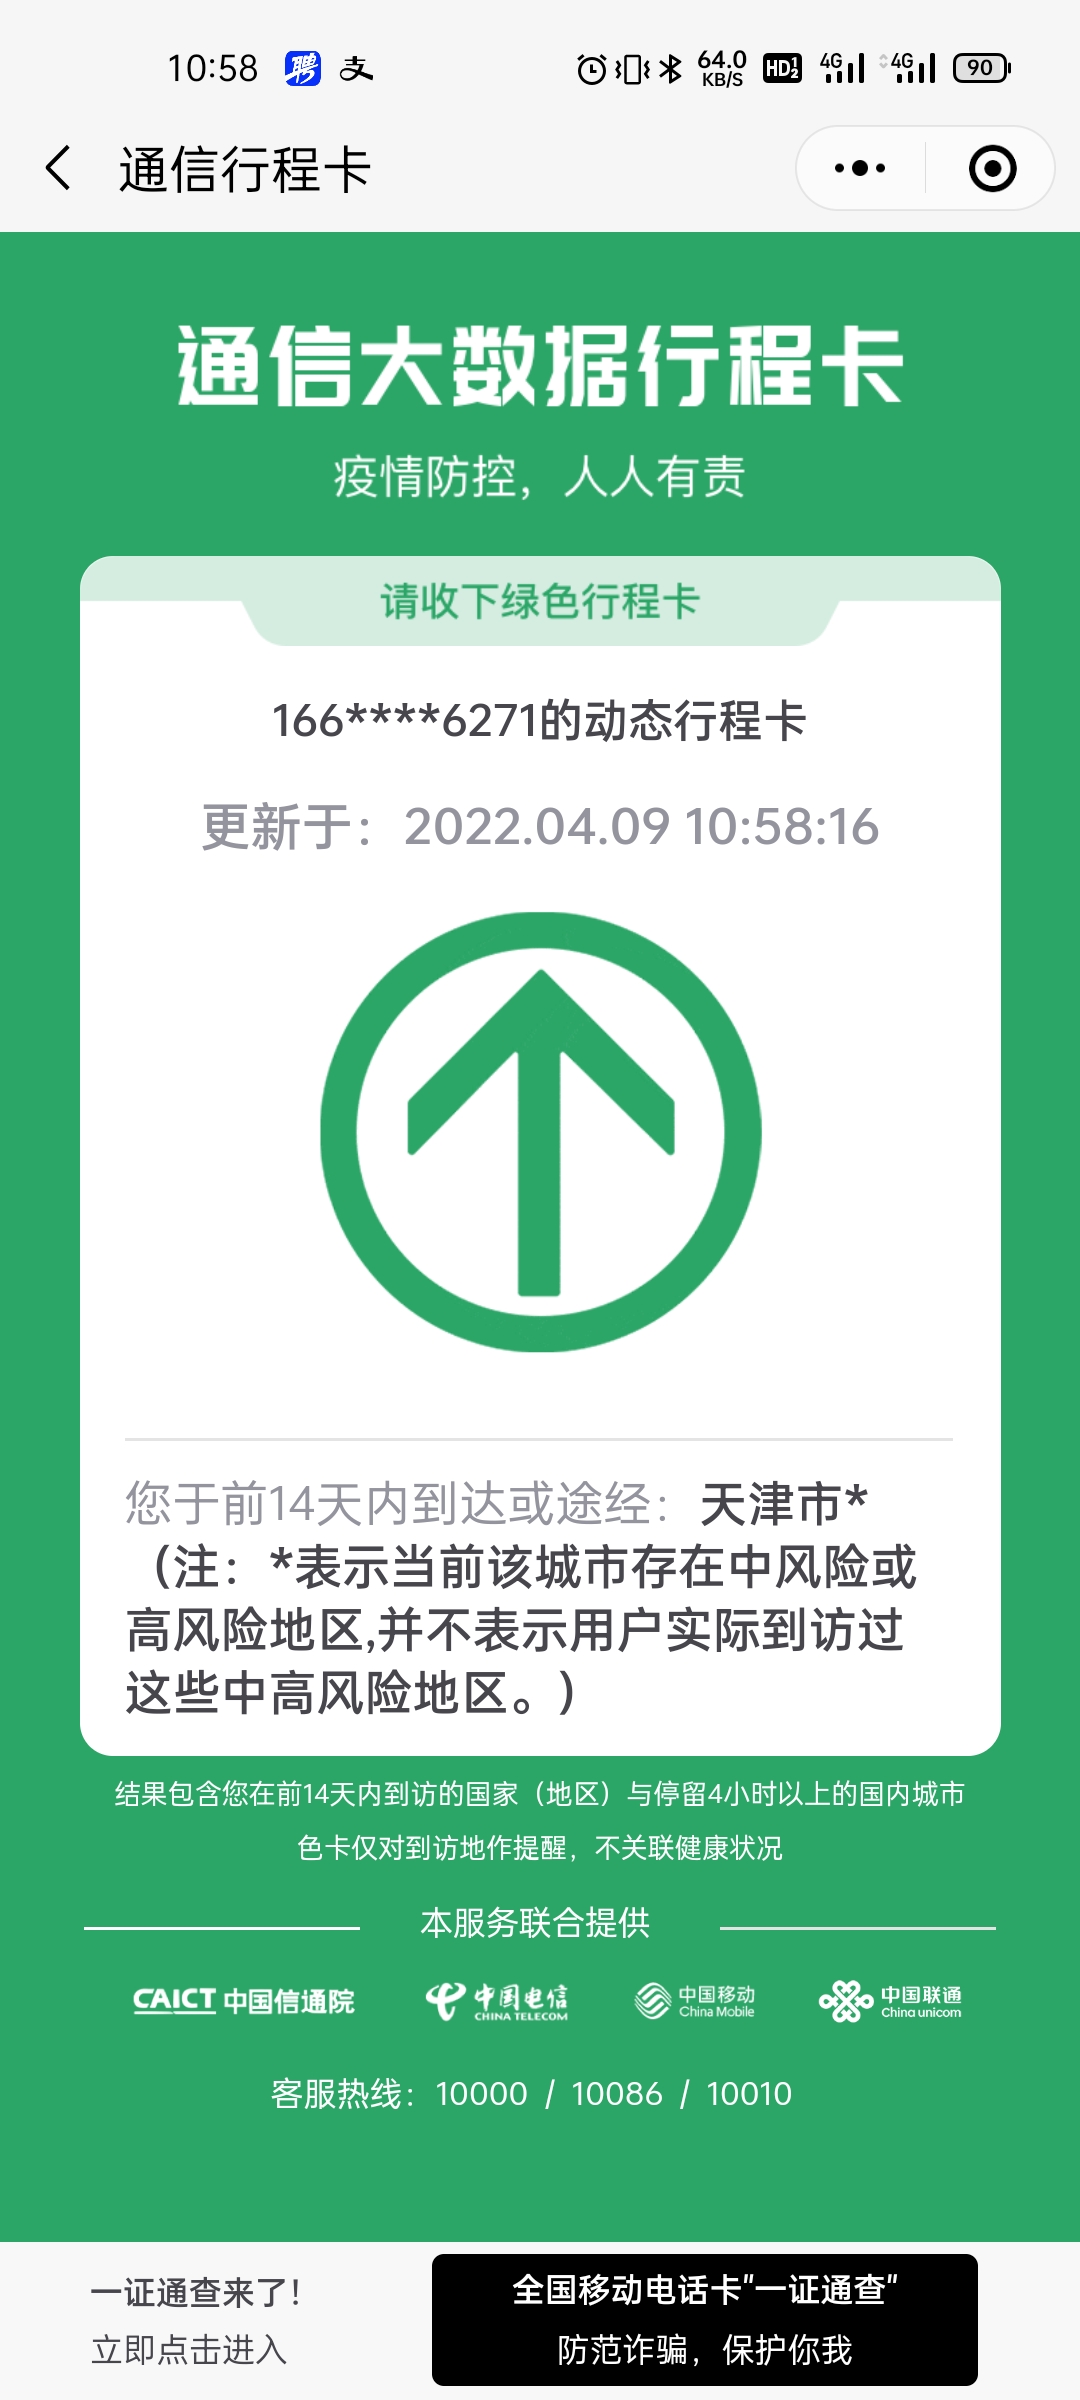 10:58 聘 支 64.0 KB/S HD 1 2 4G 4G 90
通信行程卡
通信大数据行程卡
疫情防控，人人有责
请收下绿色行程卡
166****6271的动态行程卡
更新于：2022.04.09 10:58:16
您于前14天内到达或途经：天津市*
（注：*表示当前该城市存在中风险或
高风险地区,并不表示用户实际到访过
这些中高风险地区。）
结果包含您在前14天内到访的国家（地区）与停留4小时以上的国内城市
色卡仅对到访地作提醒，不关联健康状况
本服务联合提供
CAICT 中国信通院 中国电信 CHINA TELECOM 中国移动 China Mobile 中国联通 China unicom
客服热线：10000 / 10086 / 10010
一证通查来了！
立即点击进入
全国移动电话卡"一证通查"
防范诈骗，保护你我